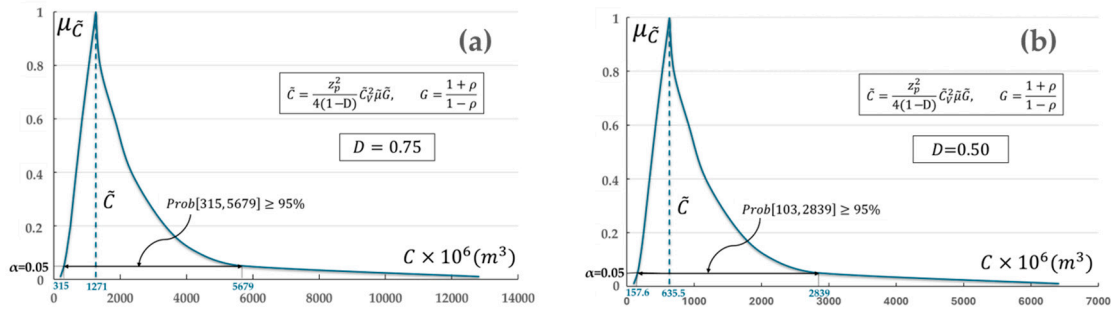 μ_C̃
(a)
1
0.8
0.6
0.4
0.2
α=0.05
0
C̃ = z_p^2/4(1−D) C̃_V^2 μ̃G̃,  G = 1 + ρ/1 − ρ
D = 0.75
C̃
Prob[315,5679] ≥ 95%
C × 10^6(m^3)
0 2000 4000 6000 8000 10000 12000 14000
315 1271 5679
μ_C̃
(b)
1
0.8
0.6
0.4
0.2
α=0.05
0
C̃ = z_p^2/4(1−D) C̃_V^2 μ̃G̃,  G = 1 + ρ/1 − ρ
D=0.50
C̃
Prob[103,2839] ≥ 95%
C × 10^6(m^3)
0 1000 2000 3000 4000 5000 6000 7000
157.6 635.5 2839